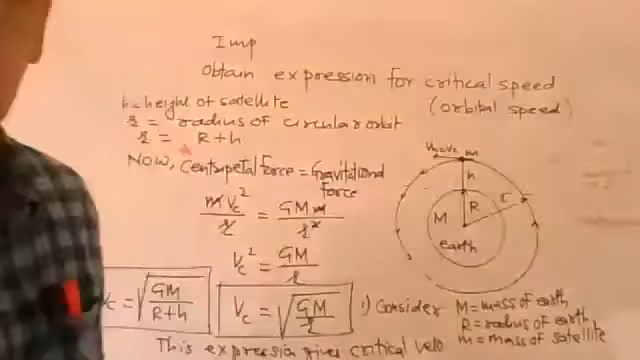 Imp
Obtain expression for critical speed
(orbital speed)
h = height of satellite
r = radius of circular orbit
r = R+h
Now, Centripetal force = Gravitational force
mVc²/r = GMm/r²
Vc² = GM/r
Vc = √(GM/r)
Vc = √(GM/R+h)
m
h
R
r
M
earth
1) Consider M = mass of earth
R = radius of earth
m = mass of satellite
This expression gives critical velo